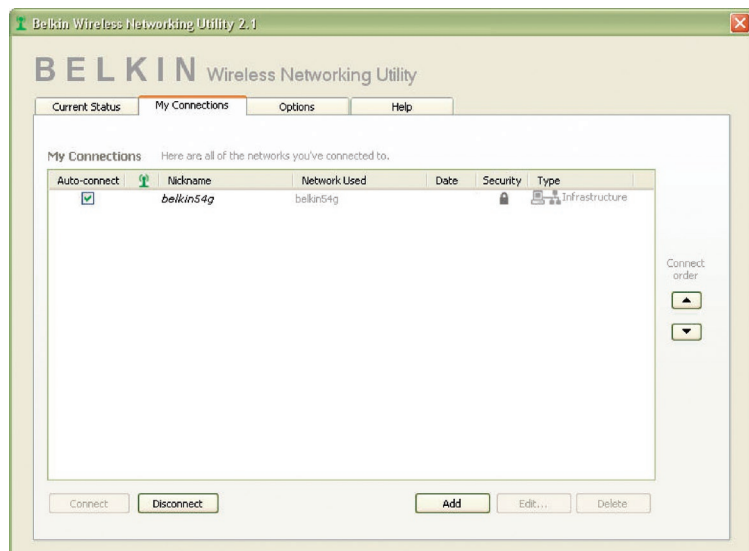 Belkin Wireless Networking Utility 2.1
BELKIN Wireless Networking Utility
Current Status My Connections Options Help
My Connections Here are all of the networks you've connected to.
Auto-connect Nickname Network Used Date Security Type
belkin54g belkin54g Infrastructure
Connect
order
Connect Disconnect Add Edit... Delete